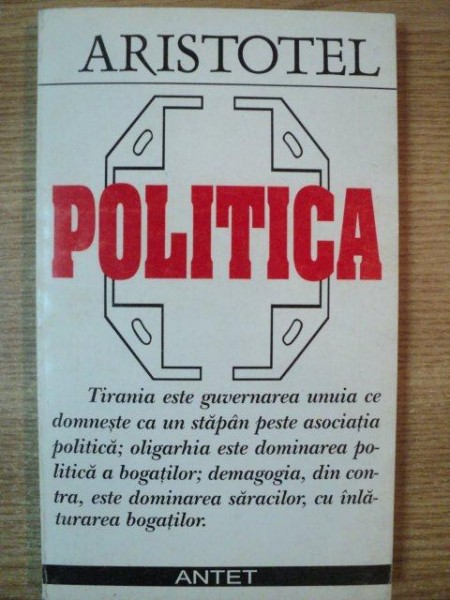 ARISTOTEL
POLITICA
Tirania este guvernarea unuia ce
domnește ca un stăpân peste asociația
politică; oligarhia este dominarea po-
litică a bogaților; demagogia, din con-
tra, este dominarea săracilor, cu înlă-
turarea bogaților.
ANTET